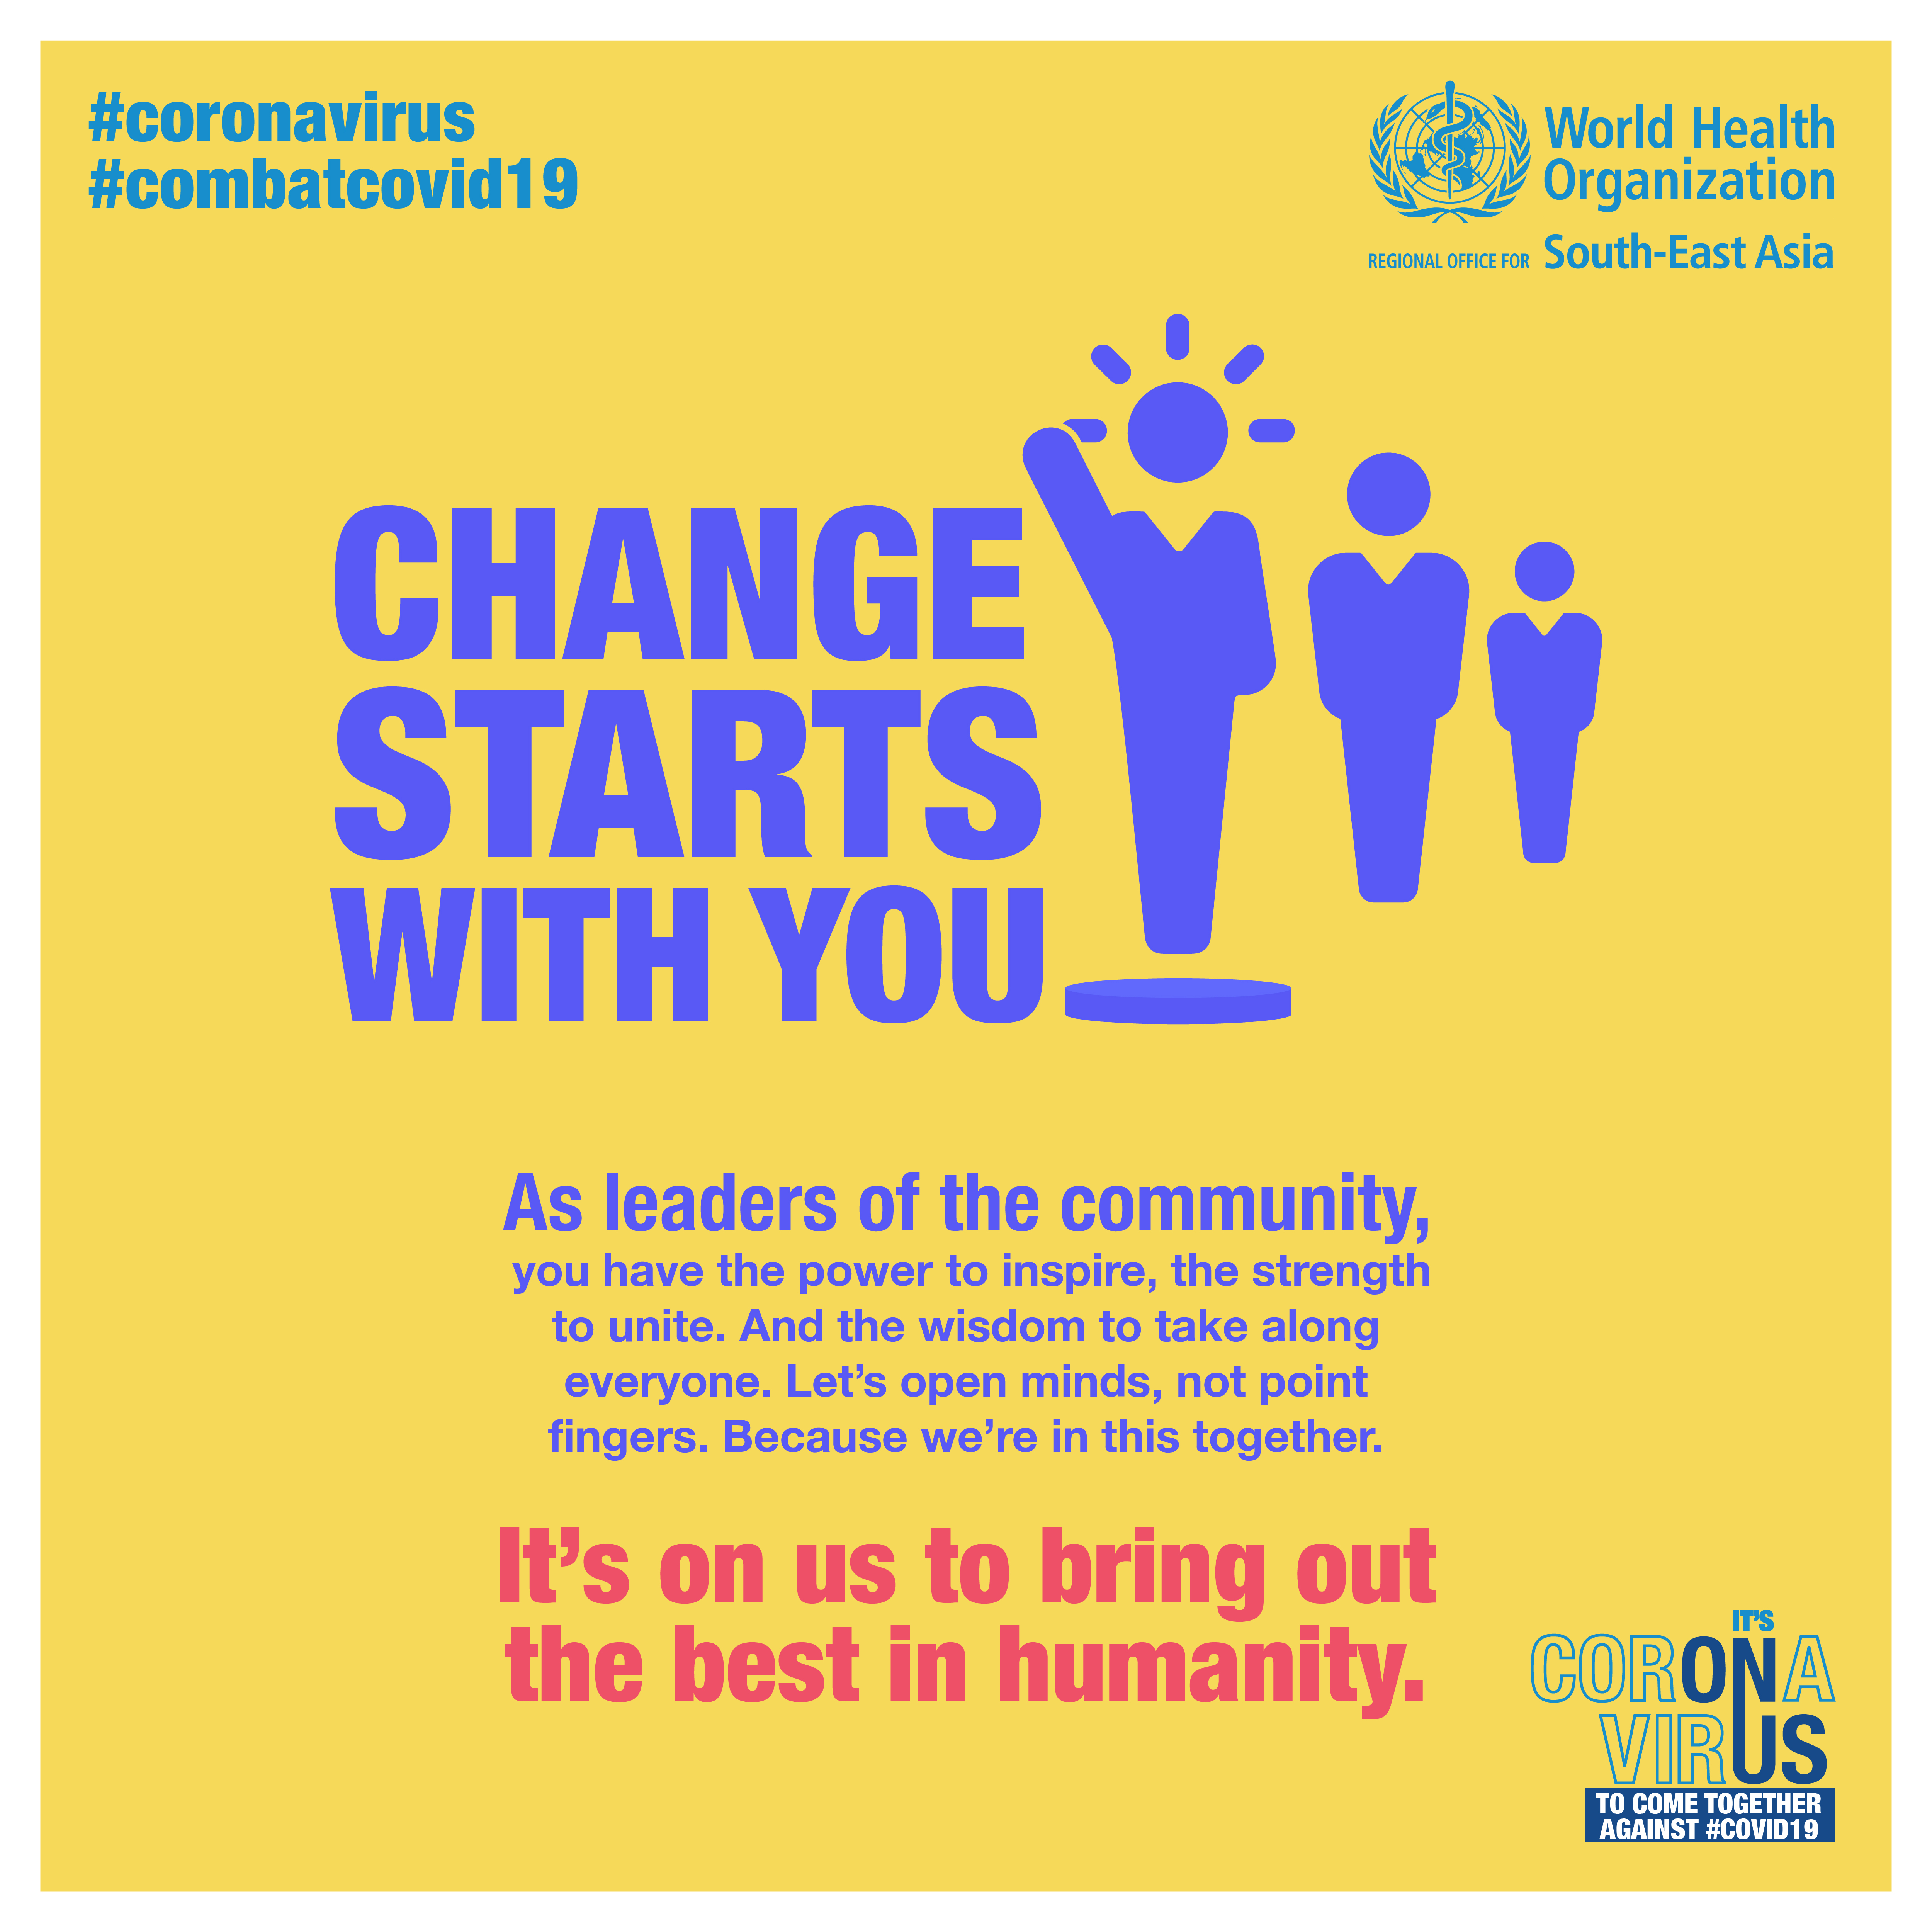 #coronavirus
#combatcovid19
World Health
Organization
REGIONAL OFFICE FOR South-East Asia
CHANGE
STARTS
WITH YOU
As leaders of the community,
you have the power to inspire, the strength
to unite. And the wisdom to take along
everyone. Let’s open minds, not point
fingers. Because we’re in this together.
It’s on us to bring out
the best in humanity.
IT’S
CORONA
VIRUS
TO COME TOGETHER
AGAINST #COVID19